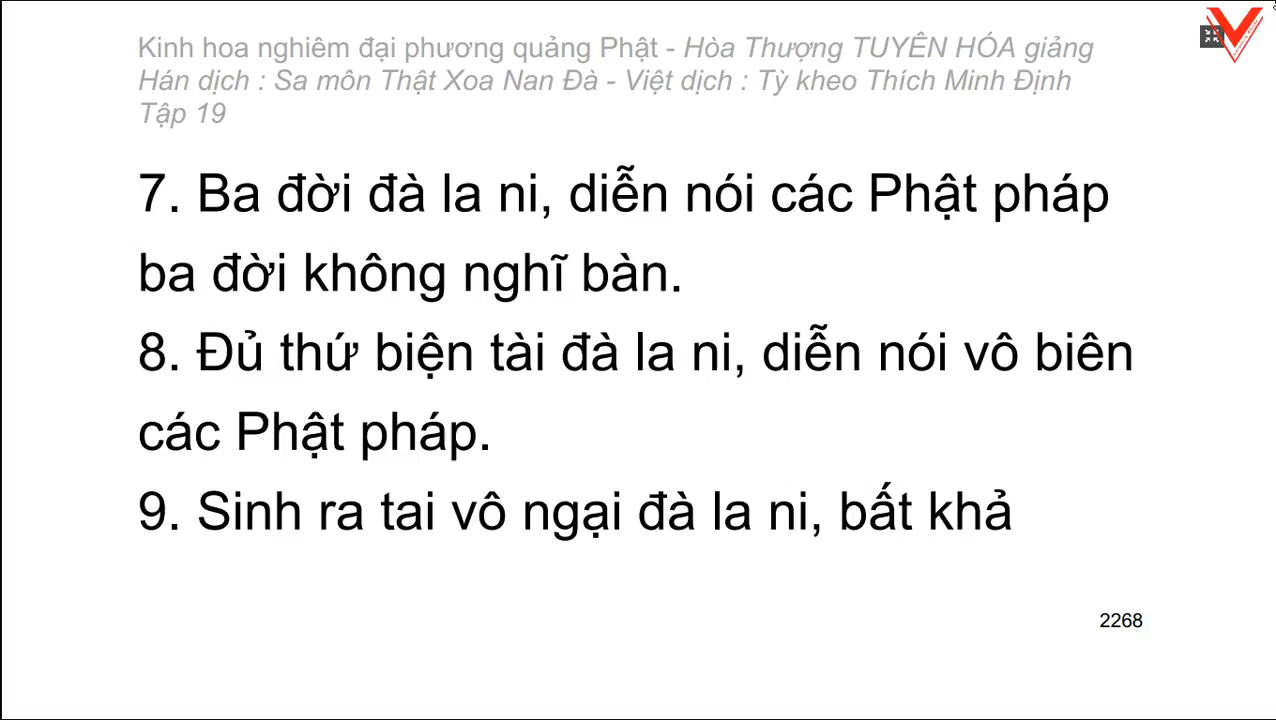 Kinh hoa nghiêm đại phương quảng Phật - Hòa Thượng TUYÊN HÓA giảng
Hán dịch : Sa môn Thật Xoa Nan Đà - Việt dịch : Tỳ kheo Thích Minh Định
Tập 19
7. Ba đời đà la ni, diễn nói các Phật pháp
ba đời không nghĩ bàn.
8. Đủ thứ biện tài đà la ni, diễn nói vô biên
các Phật pháp.
9. Sinh ra tai vô ngại đà la ni, bất khả
2268